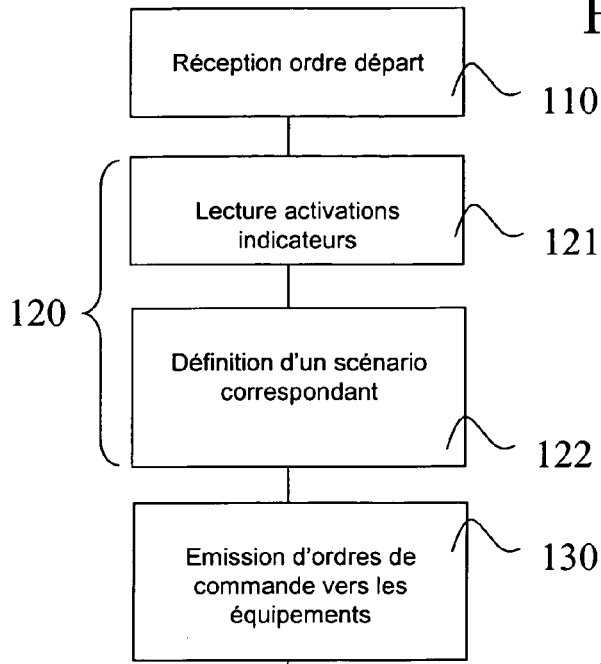 Réception ordre départ
110
Lecture activations
indicateurs
121
120
Définition d'un scénario
correspondant
122
Emission d'ordres de
commande vers les
équipements
130